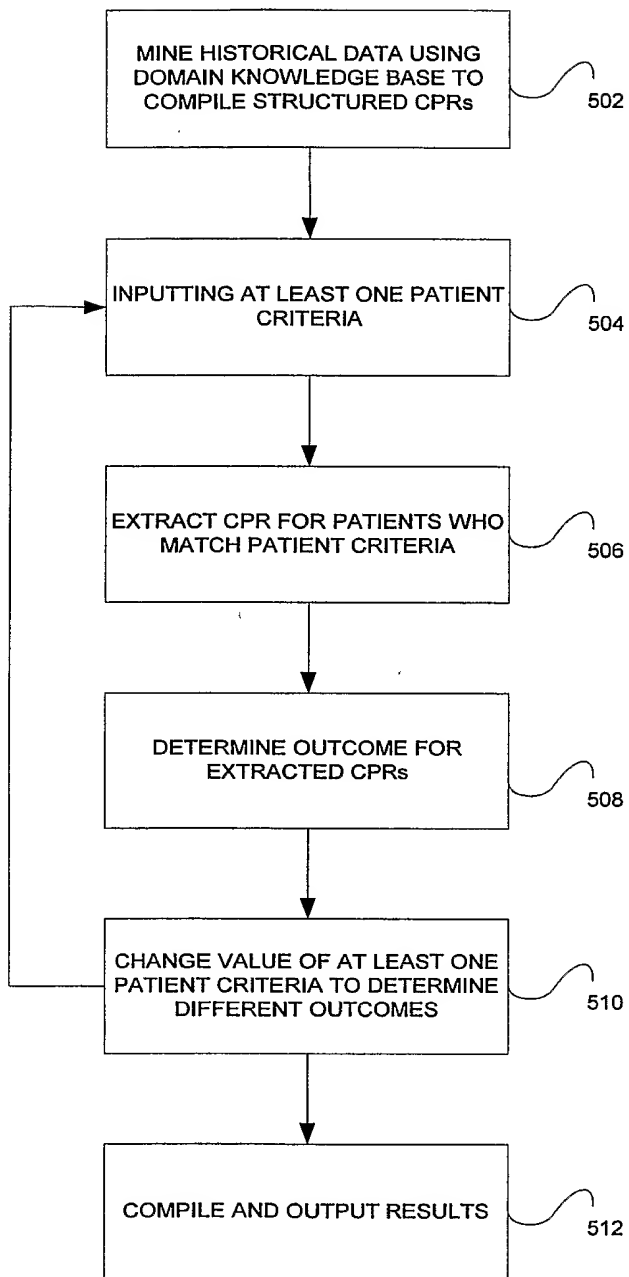 MINE HISTORICAL DATA USING
DOMAIN KNOWLEDGE BASE TO
COMPILE STRUCTURED CPRs
502
INPUTTING AT LEAST ONE PATIENT
CRITERIA
504
EXTRACT CPR FOR PATIENTS WHO
MATCH PATIENT CRITERIA
506
DETERMINE OUTCOME FOR
EXTRACTED CPRs
508
CHANGE VALUE OF AT LEAST ONE
PATIENT CRITERIA TO DETERMINE
DIFFERENT OUTCOMES
510
COMPILE AND OUTPUT RESULTS
512